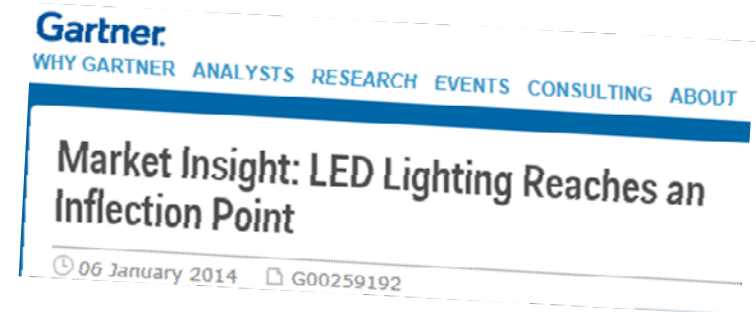 Gartner.
WHY GARTNER ANALYSTS RESEARCH EVENTS CONSULTING ABOUT
Market Insight: LED Lighting Reaches an
Inflection Point
06 January 2014 G00259192